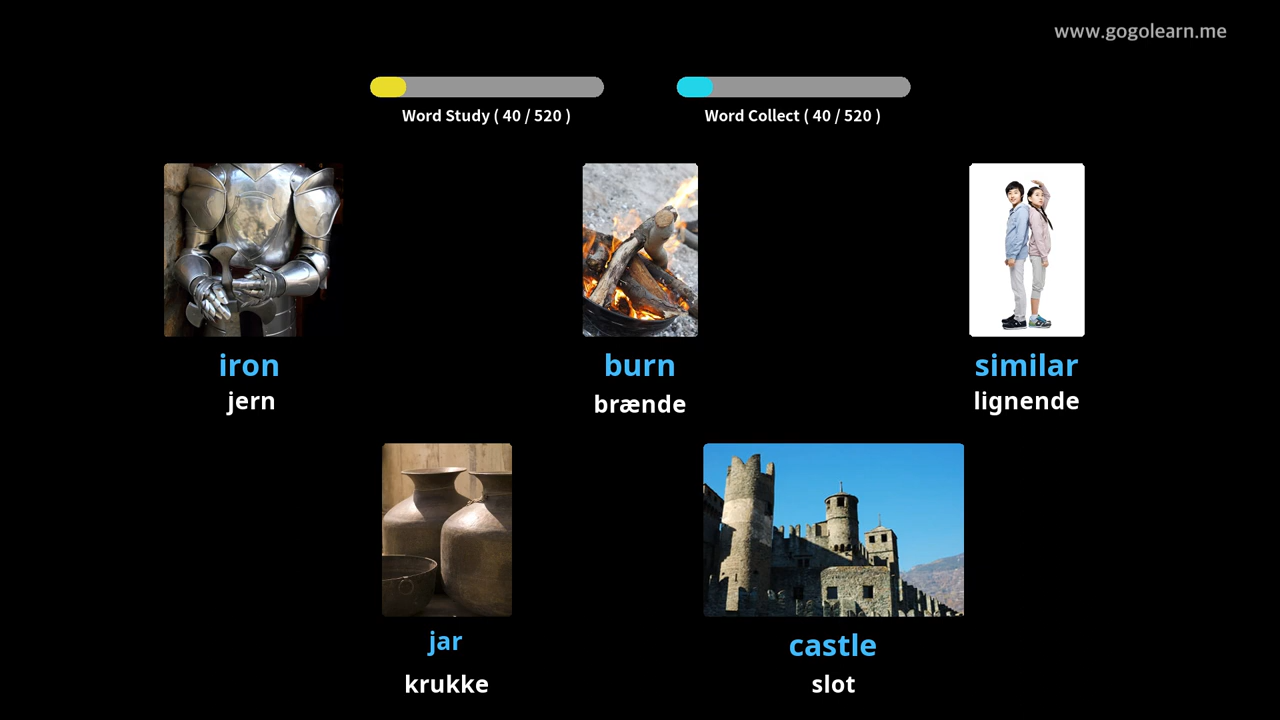 www.gogolearn.me
Word Study ( 40 / 520 )
Word Collect ( 40 / 520 )
iron
jern
burn
brænde
similar
lignende
jar
krukke
castle
slot